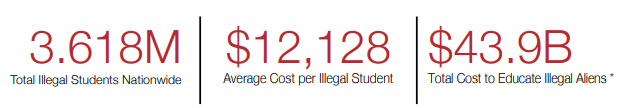 3.618M
Total Illegal Students Nationwide
$12,128
Average Cost per Illegal Student
$43.9B
Total Cost to Educate Illegal Aliens *